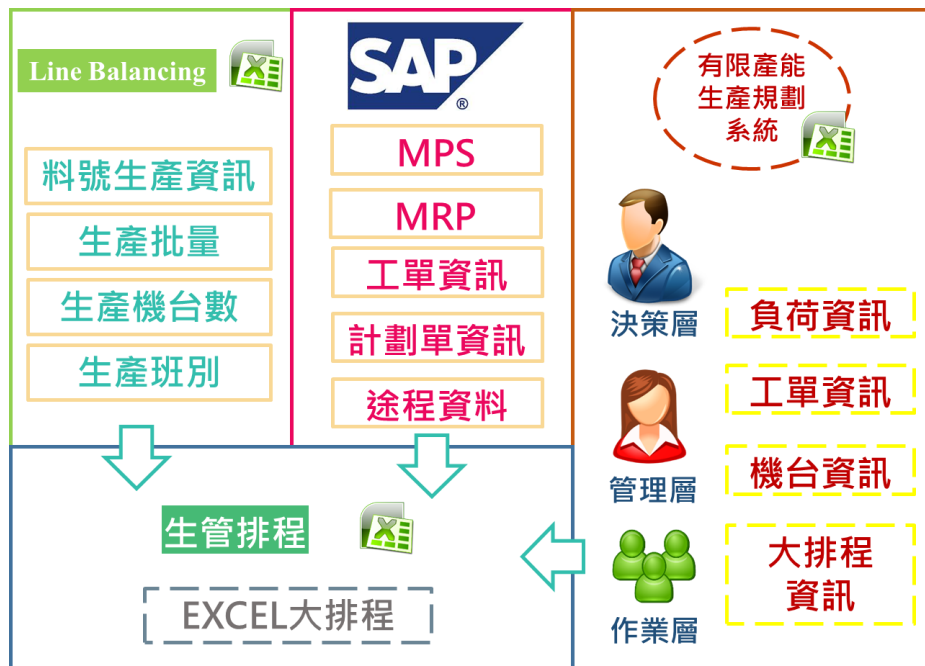 Line Balancing
料號生產資訊
生產批量
生產機台數
生產班別
SAP
®
MPS
MRP
工單資訊
計劃單資訊
途程資料
有限產能
生產規劃
系統
決策層
管理層
作業層
負荷資訊
工單資訊
機台資訊
大排程
資訊
生管排程
EXCEL大排程